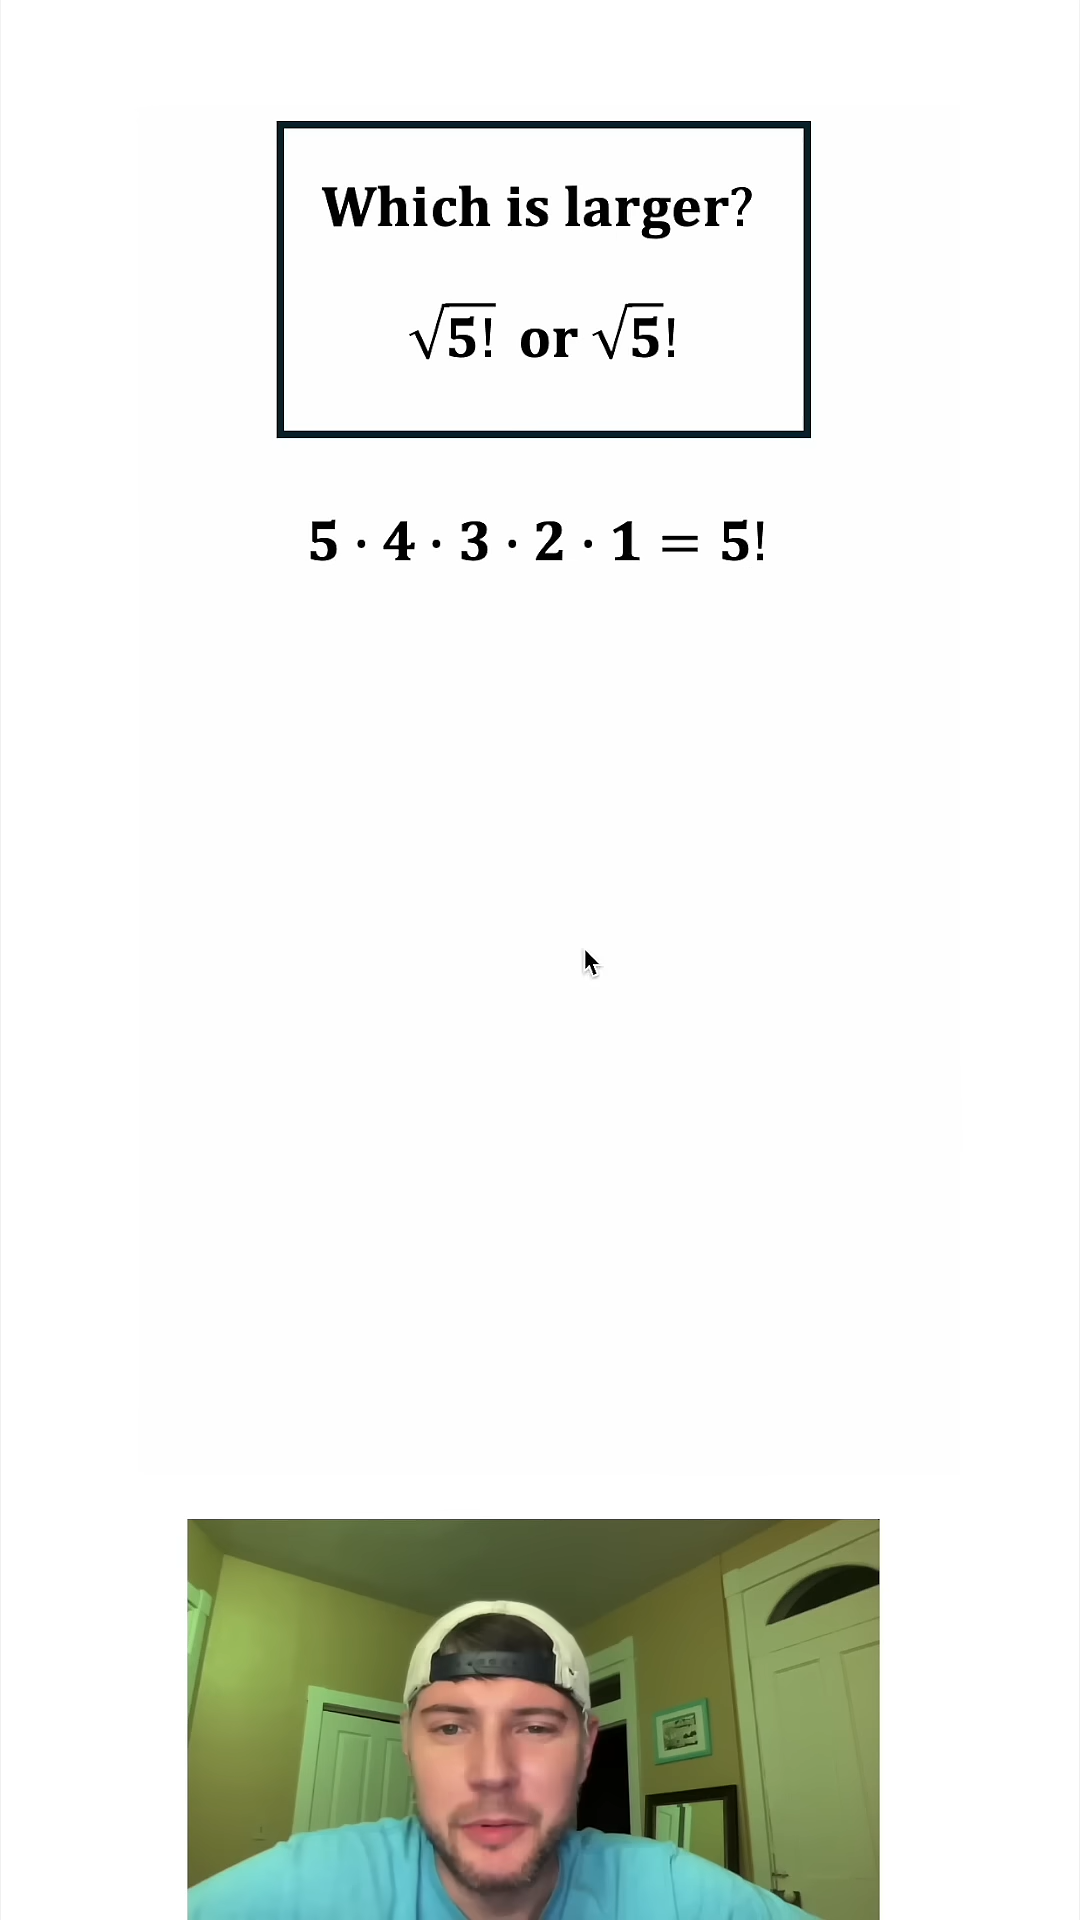 Which is larger?
√5! or √5!
5 · 4 · 3 · 2 · 1 = 5!